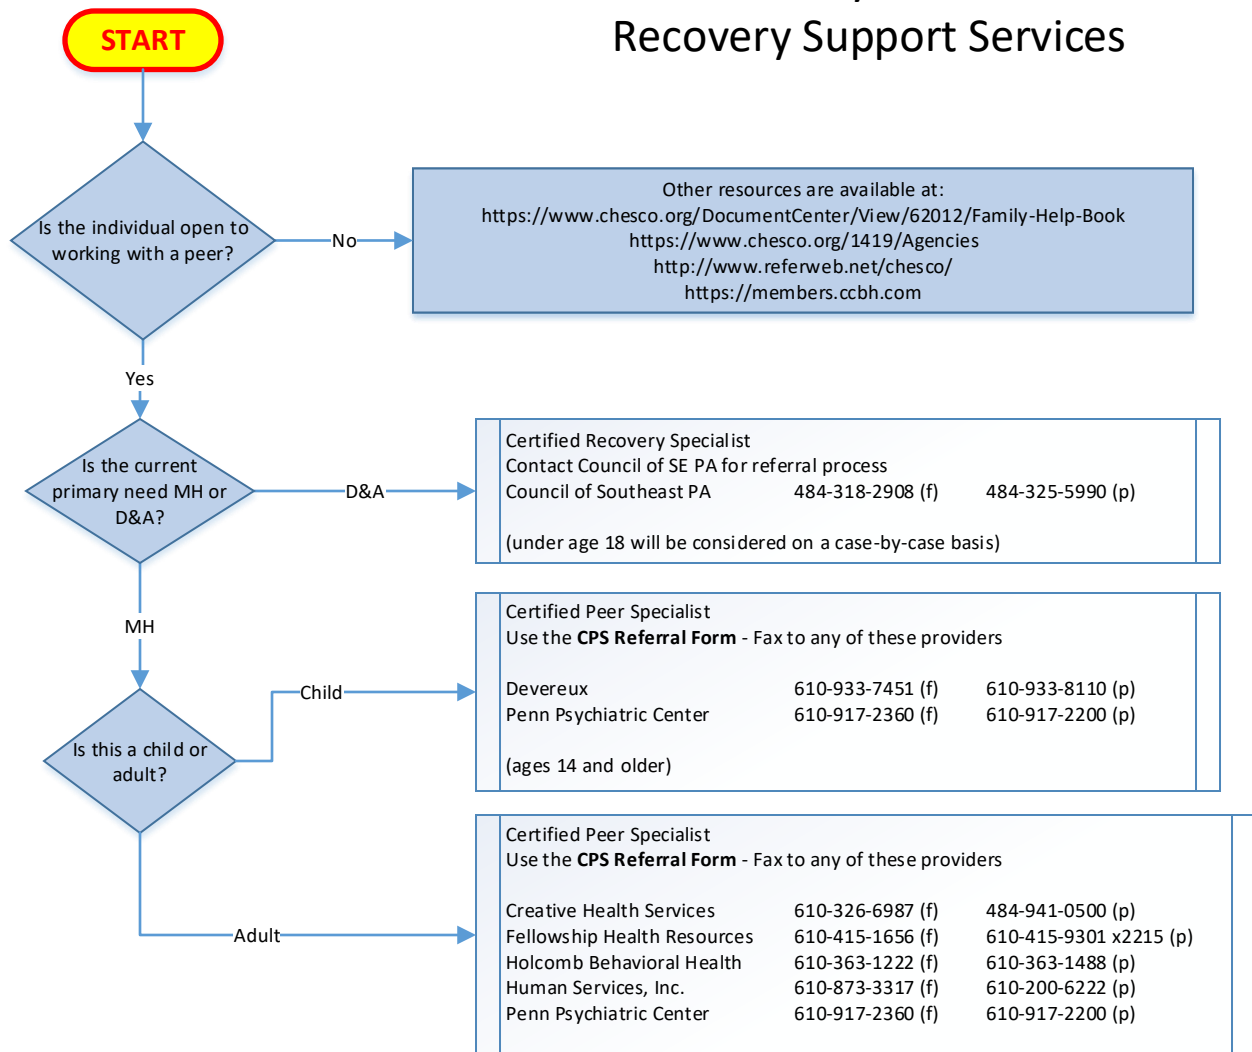 Recovery Support Services
START
Is the individual open to
working with a peer?
No
Other resources are available at:
https://www.chesco.org/DocumentCenter/View/62012/Family-Help-Book
https://www.chesco.org/1419/Agencies
http://www.referweb.net/chesco/
https://members.ccbh.com
Yes
Is the current
primary need MH or
D&A?
D&A
Certified Recovery Specialist
Contact Council of SE PA for referral process
Council of Southeast PA 484-318-2908 (f) 484-325-5990 (p)
(under age 18 will be considered on a case-by-case basis)
MH
Is this a child or
adult?
Child
Certified Peer Specialist
Use the CPS Referral Form - Fax to any of these providers
Devereux 610-933-7451 (f) 610-933-8110 (p)
Penn Psychiatric Center 610-917-2360 (f) 610-917-2200 (p)
(ages 14 and older)
Adult
Certified Peer Specialist
Use the CPS Referral Form - Fax to any of these providers
Creative Health Services 610-326-6987 (f) 484-941-0500 (p)
Fellowship Health Resources 610-415-1656 (f) 610-415-9301 x2215 (p)
Holcomb Behavioral Health 610-363-1222 (f) 610-363-1488 (p)
Human Services, Inc. 610-873-3317 (f) 610-200-6222 (p)
Penn Psychiatric Center 610-917-2360 (f) 610-917-2200 (p)